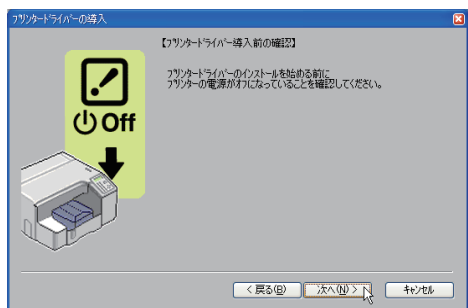 プリンタードライバーの導入
【プリンタードライバー導入前の確認】
プリンタードライバーのインストールを始める前に
プリンターの電源がオフになっていることを確認してください。
Off
< 戻る(B)
次へ(N) >
キャンセル